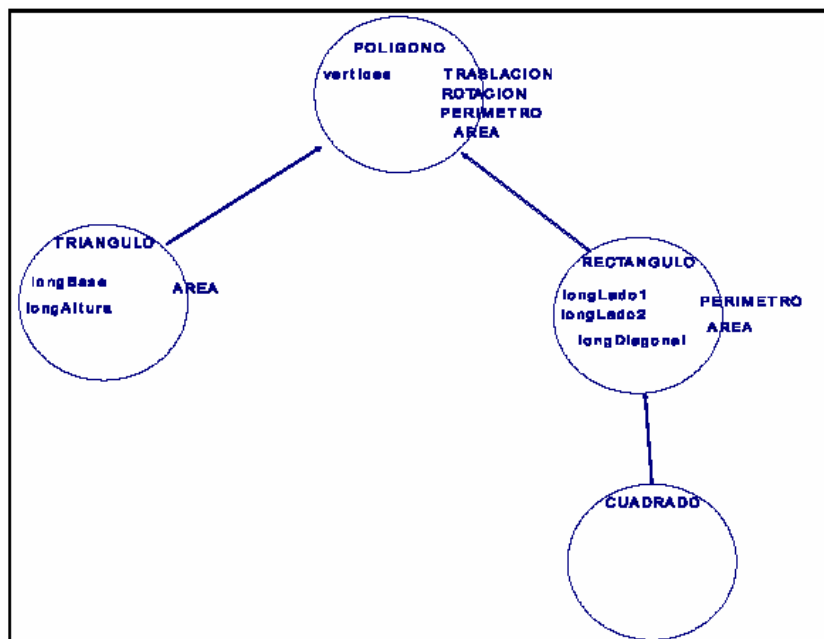 POLIGONO
vertices TRASLACION
ROTACION
PERIMETRO
AREA
TRIANGULO
longBase AREA
longAltura
RECTANGULO
longLado1 PERIMETRO
longLado2 AREA
longDiagonal
CUADRADO